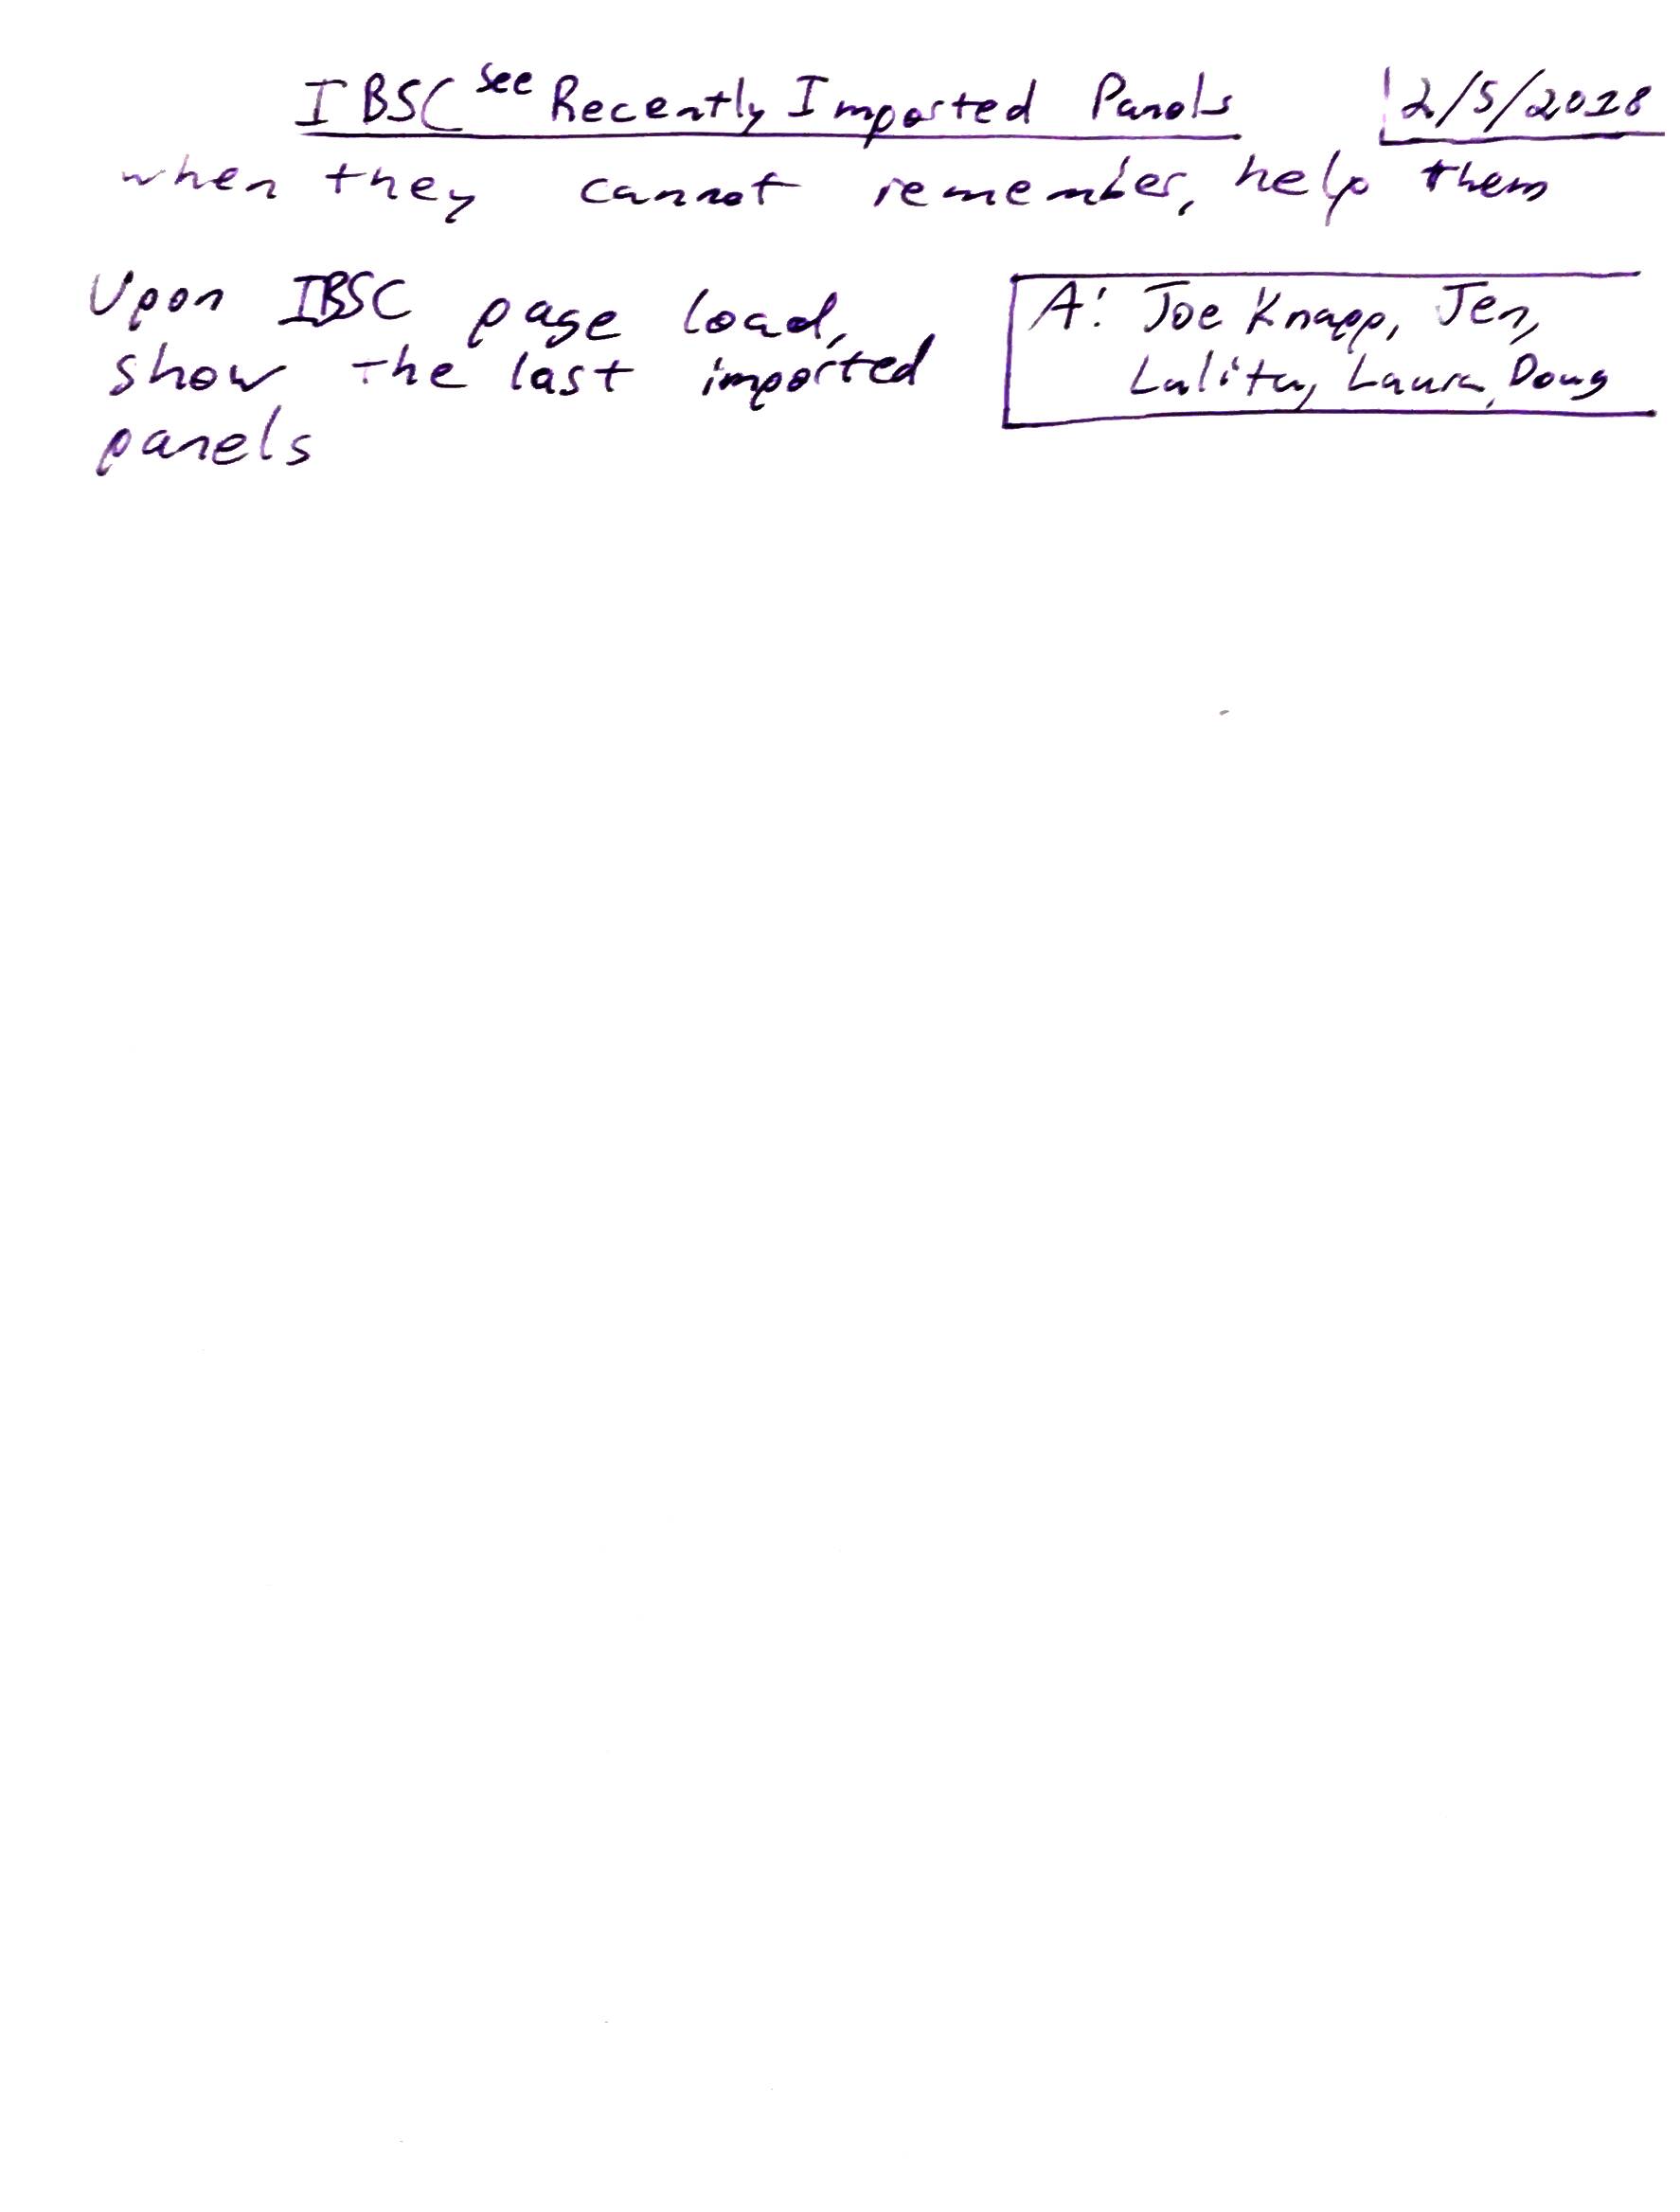 IBSC see Recently Imported Panels 2/5/2018
when they cannot remember, help them
Upon IBSC page load,
show the last imported
panels
A: Joe Knapp, Jen,
Lalita, Laura, Doug